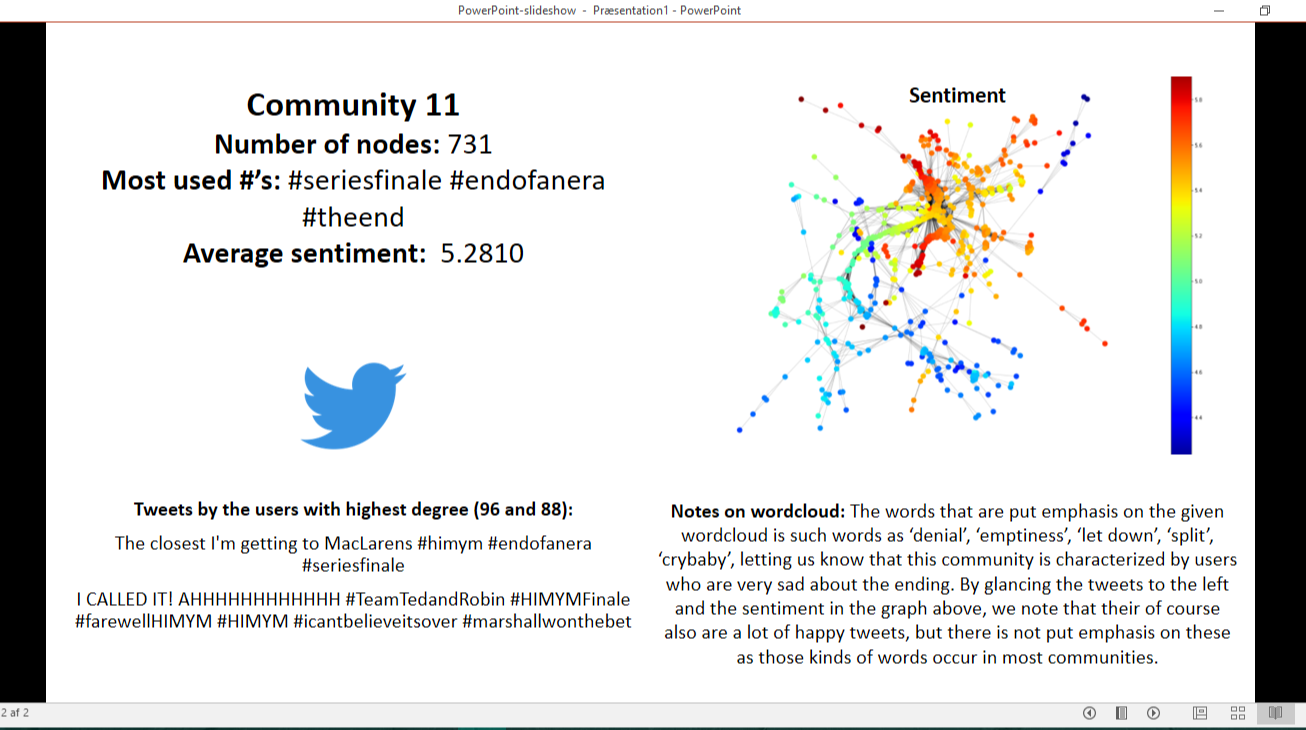 PowerPoint-slideshow - Præsentation1 - PowerPoint
Community 11
Number of nodes: 731
Most used #’s: #seriesfinale #endofanera
#theend
Average sentiment: 5.2810
Tweets by the users with highest degree (96 and 88):
The closest I'm getting to MacLarens #himym #endofanera
#seriesfinale
I CALLED IT! AHHHHHHHHHHHH #TeamTedandRobin #HIMYMFinale
#farewellHIMYM #HIMYM #icantbelieveitsover #marshallwonthebet
Sentiment
5.8
5.6
5.4
5.2
5.0
4.8
4.6
4.4
Notes on wordcloud: The words that are put emphasis on the given
wordcloud is such words as ‘denial’, ‘emptiness’, ‘let down’, ‘split’,
‘crybaby’, letting us know that this community is characterized by users
who are very sad about the ending. By glancing the tweets to the left
and the sentiment in the graph above, we note that their of course
also are a lot of happy tweets, but there is not put emphasis on these
as those kinds of words occur in most communities.
2 af 2